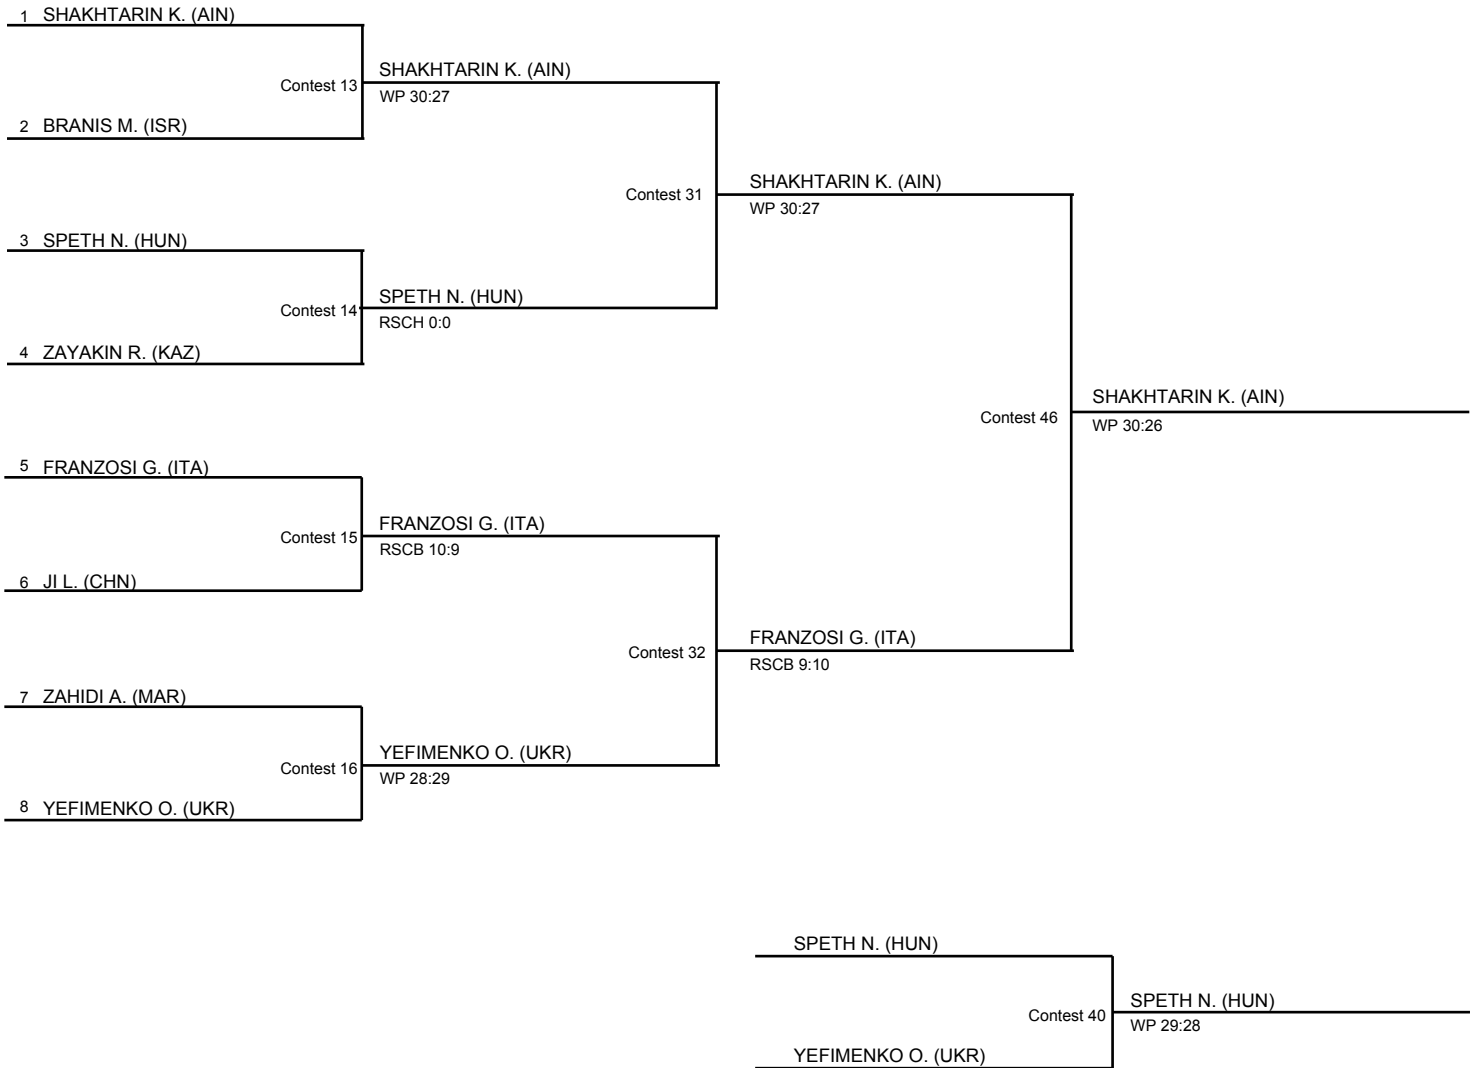 1 SHAKHTARIN K. (AIN)
Contest 13
SHAKHTARIN K. (AIN)
WP 30:27
2 BRANIS M. (ISR)
Contest 31
SHAKHTARIN K. (AIN)
WP 30:27
3 SPETH N. (HUN)
Contest 14
SPETH N. (HUN)
RSCH 0:0
4 ZAYAKIN R. (KAZ)
Contest 46
SHAKHTARIN K. (AIN)
WP 30:26
5 FRANZOSI G. (ITA)
Contest 15
FRANZOSI G. (ITA)
RSCB 10:9
6 JI L. (CHN)
Contest 32
FRANZOSI G. (ITA)
RSCB 9:10
7 ZAHIDI A. (MAR)
Contest 16
YEFIMENKO O. (UKR)
WP 28:29
8 YEFIMENKO O. (UKR)
SPETH N. (HUN)
Contest 40
SPETH N. (HUN)
WP 29:28
YEFIMENKO O. (UKR)